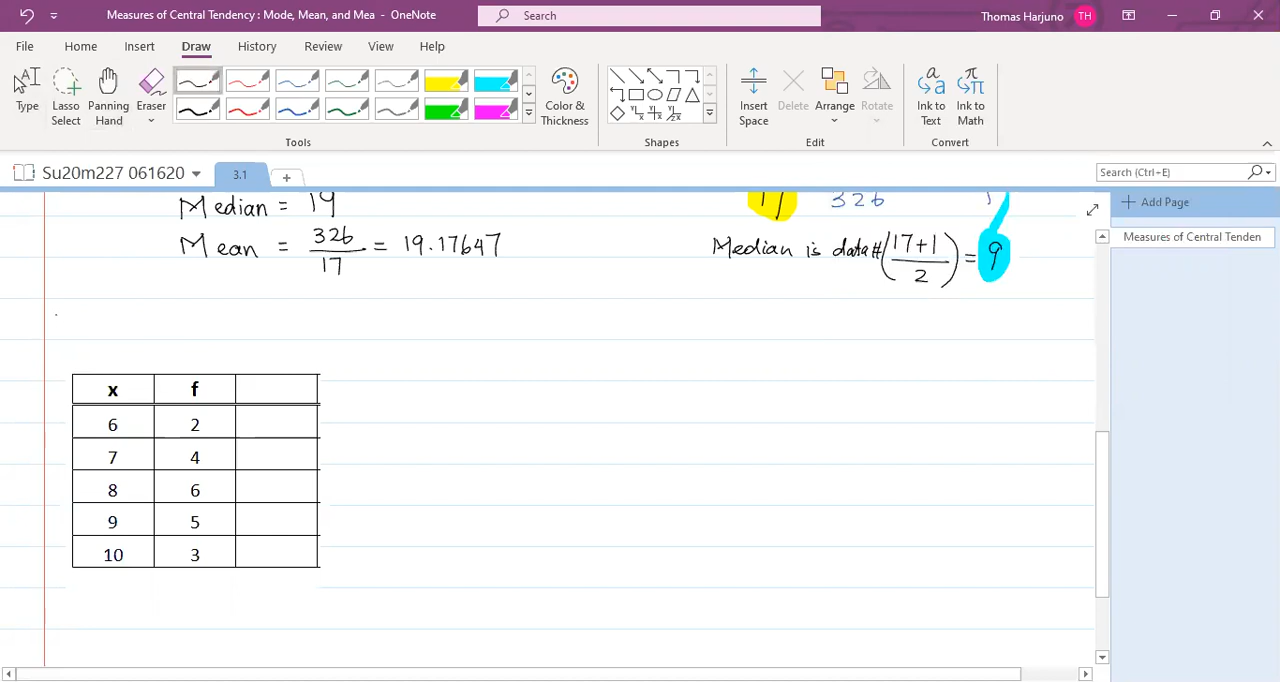 Measures of Central Tendency : Mode, Mean, and Mea - OneNote
Search
Thomas Harjuno TH
File Home Insert Draw History Review View Help
Type Lasso Select Panning Hand Eraser Color & Thickness Insert Space Delete Arrange Rotate Ink to Text Ink to Math
Tools Shapes Edit Convert
Su20m227 061620 3.1 Search (Ctrl+E)
Add Page
Measures of Central Tenden
Median = 19
17 326
Mean = 326/17 = 19.17647
Median is data# (17+1/2) = 9
x f
6 2
7 4
8 6
9 5
10 3